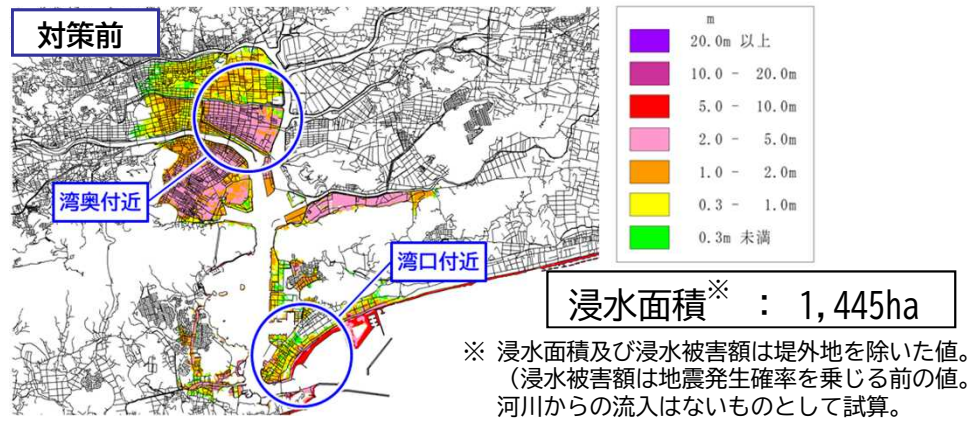 対策前
湾奥付近
湾口付近
m
20.0m 以上
10.0 - 20.0m
5.0 - 10.0m
2.0 - 5.0m
1.0 - 2.0m
0.3 - 1.0m
0.3m 未満
浸水面積※ : 1,445ha
※ 浸水面積及び浸水被害額は堤外地を除いた値。
(浸水被害額は地震発生確率を乗じる前の値。
河川からの流入はないものとして試算。